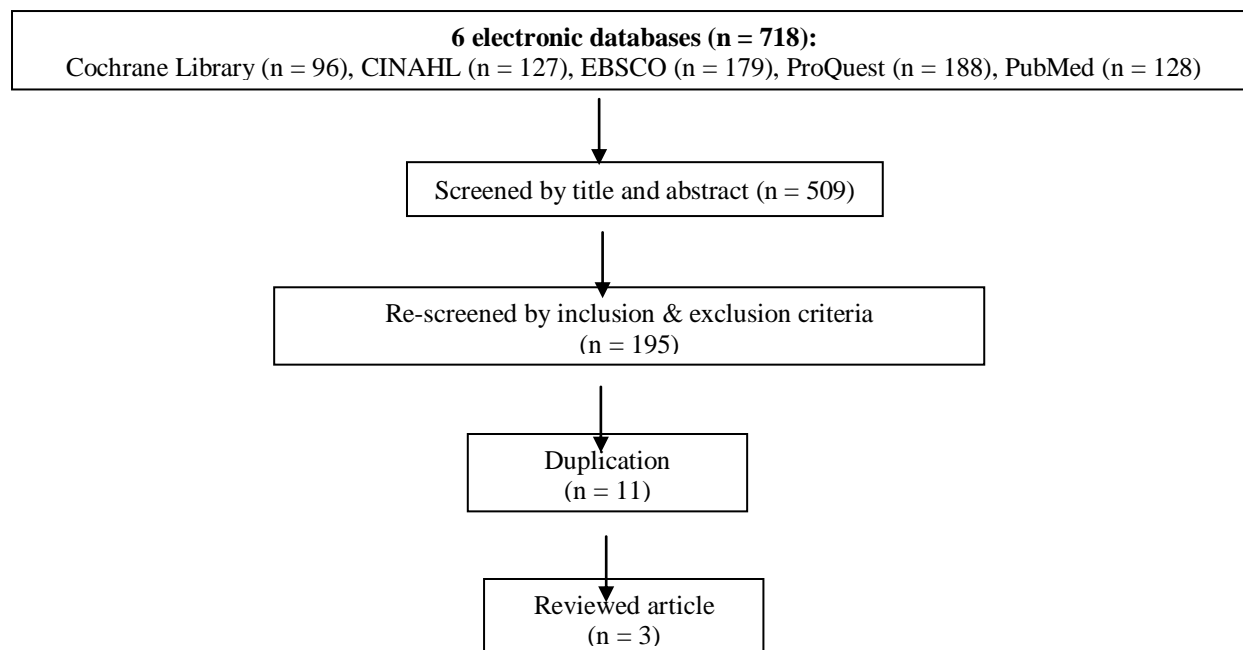 6 electronic databases (n = 718):
Cochrane Library (n = 96), CINAHL (n = 127), EBSCO (n = 179), ProQuest (n = 188), PubMed (n = 128)
Screened by title and abstract (n = 509)
Re-screened by inclusion & exclusion criteria
(n = 195)
Duplication
(n = 11)
Reviewed article
(n = 3)